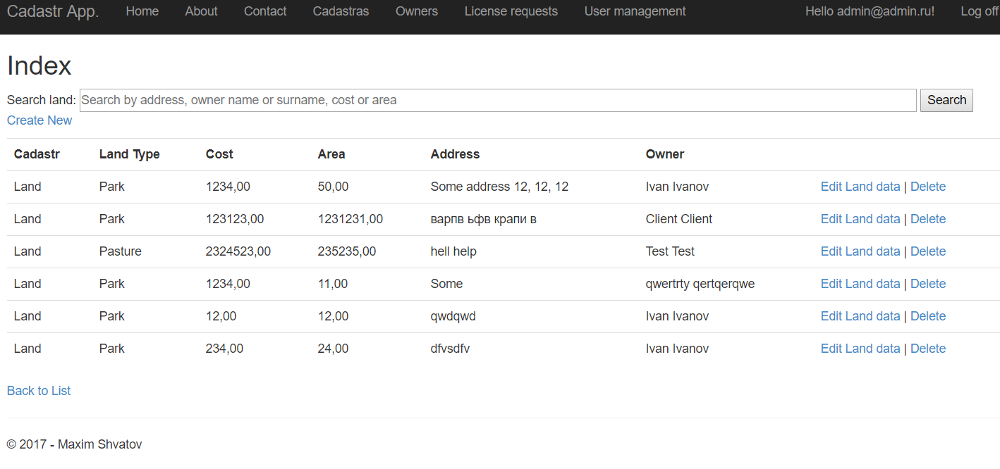 Cadastr App. Home About Contact Cadastras Owners License requests User management Hello admin@admin.ru! Log off
Index
Search land: Search by address, owner name or surname, cost or area Search
Create New
Cadastr Land Type Cost Area Address Owner
Land Park 1234,00 50,00 Some address 12, 12, 12 Ivan Ivanov Edit Land data | Delete
Land Park 123123,00 1231231,00 варпв ьфв крапи в Client Client Edit Land data | Delete
Land Pasture 2324523,00 235235,00 hell help Test Test Edit Land data | Delete
Land Park 1234,00 11,00 Some qwertrty qertqerqwe Edit Land data | Delete
Land Park 12,00 12,00 qwdqwd Ivan Ivanov Edit Land data | Delete
Land Park 234,00 24,00 dfvsdfv Ivan Ivanov Edit Land data | Delete
Back to List
© 2017 - Maxim Shvatov